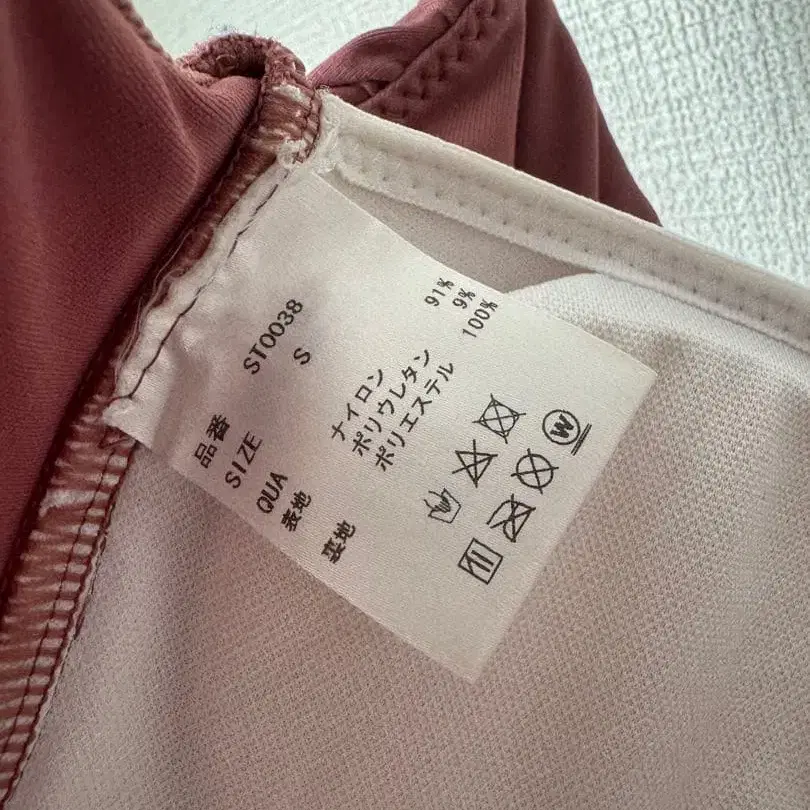 品番 ST0038
SIZE S
QUA
表地 ナイロン 91%
ポリウレタン 9%
裏地 ポリエステル 100%
W